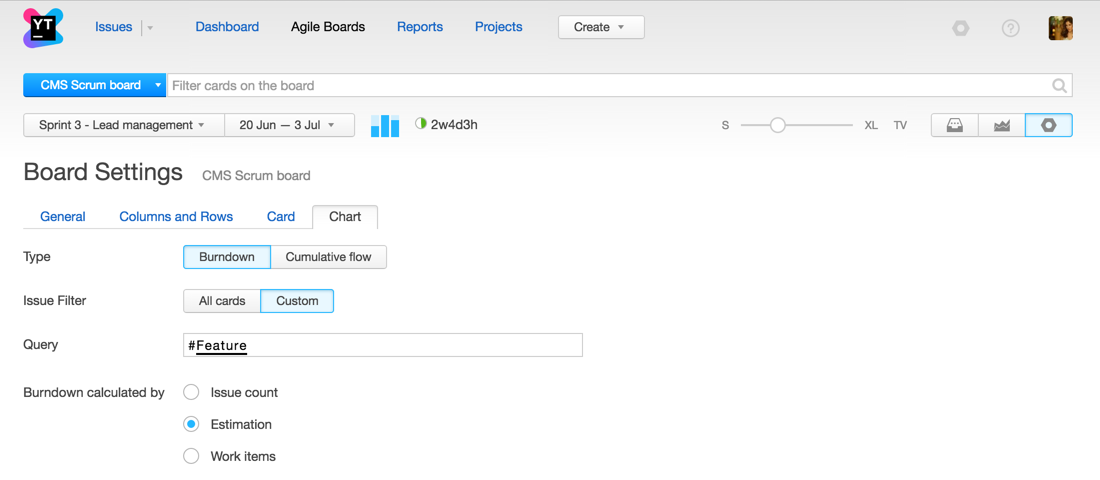 YT
Issues Dashboard Agile Boards Reports Projects Create
CMS Scrum board Filter cards on the board
Sprint 3 - Lead management 20 Jun — 3 Jul 2w4d3h S XL TV
Board Settings CMS Scrum board
General Columns and Rows Card Chart
Type Burndown Cumulative flow
Issue Filter All cards Custom
Query #Feature
Burndown calculated by Issue count
Estimation
Work items